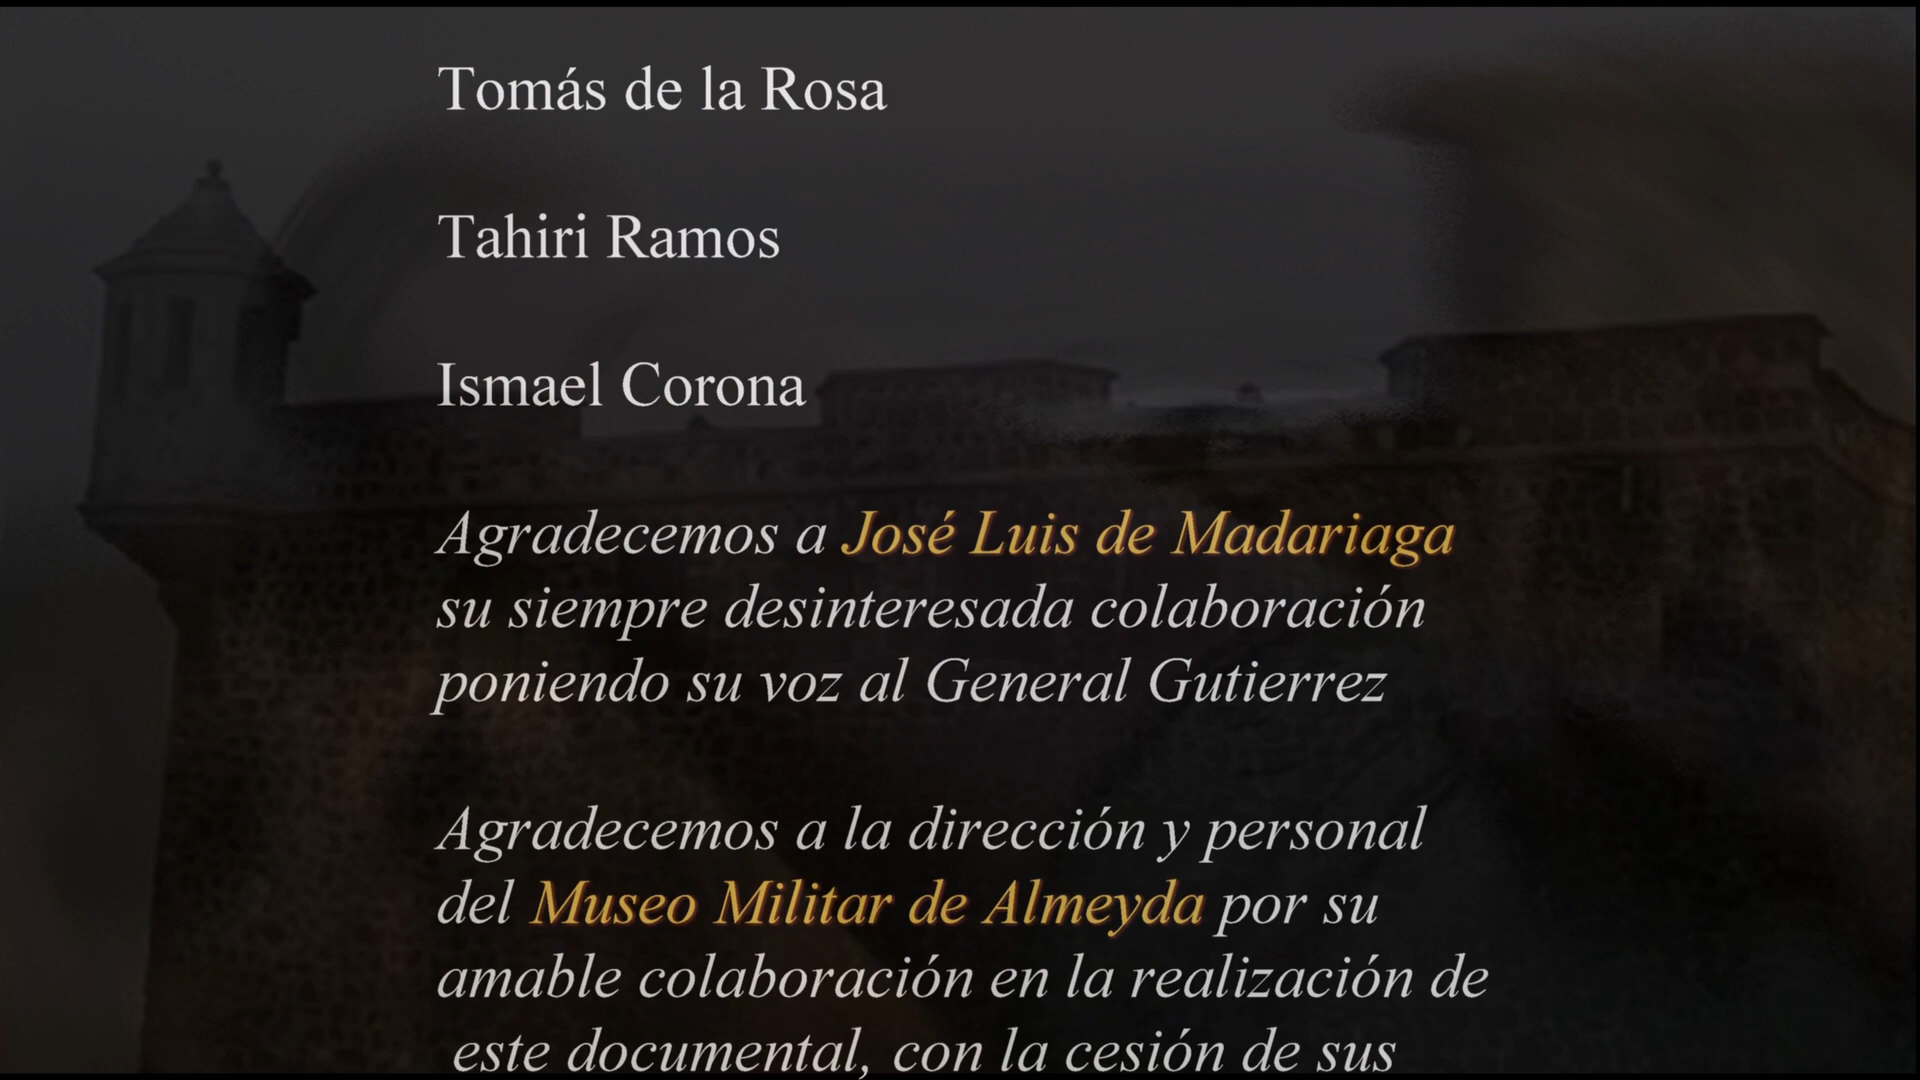 Tomás de la Rosa
Tahiri Ramos
Ismael Corona
Agradecemos a José Luis de Madariaga
su siempre desinteresada colaboración
poniendo su voz al General Gutierrez
Agradecemos a la dirección y personal
del Museo Militar de Almeyda por su
amable colaboración en la realización de
este documental, con la cesión de sus